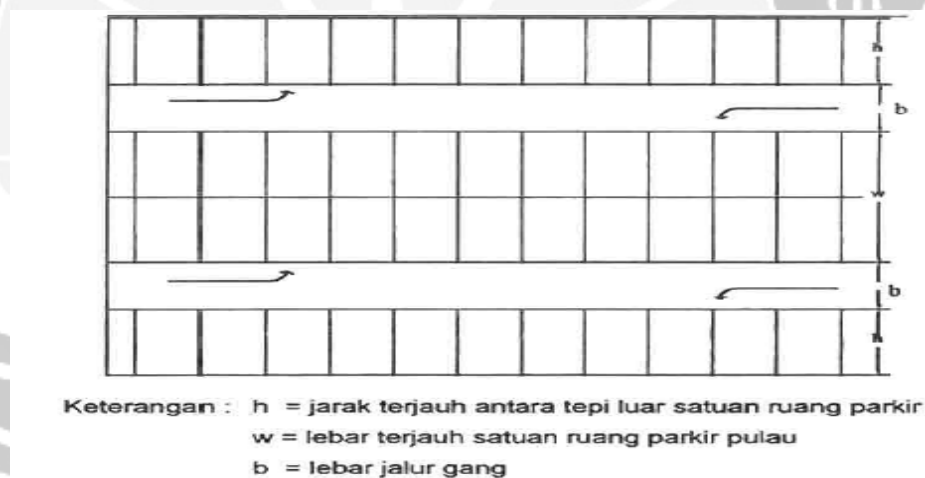 h
b
w
b
h
Keterangan : h = jarak terjauh antara tepi luar satuan ruang parkir
w = lebar terjauh satuan ruang parkir pulau
b = lebar jalur gang